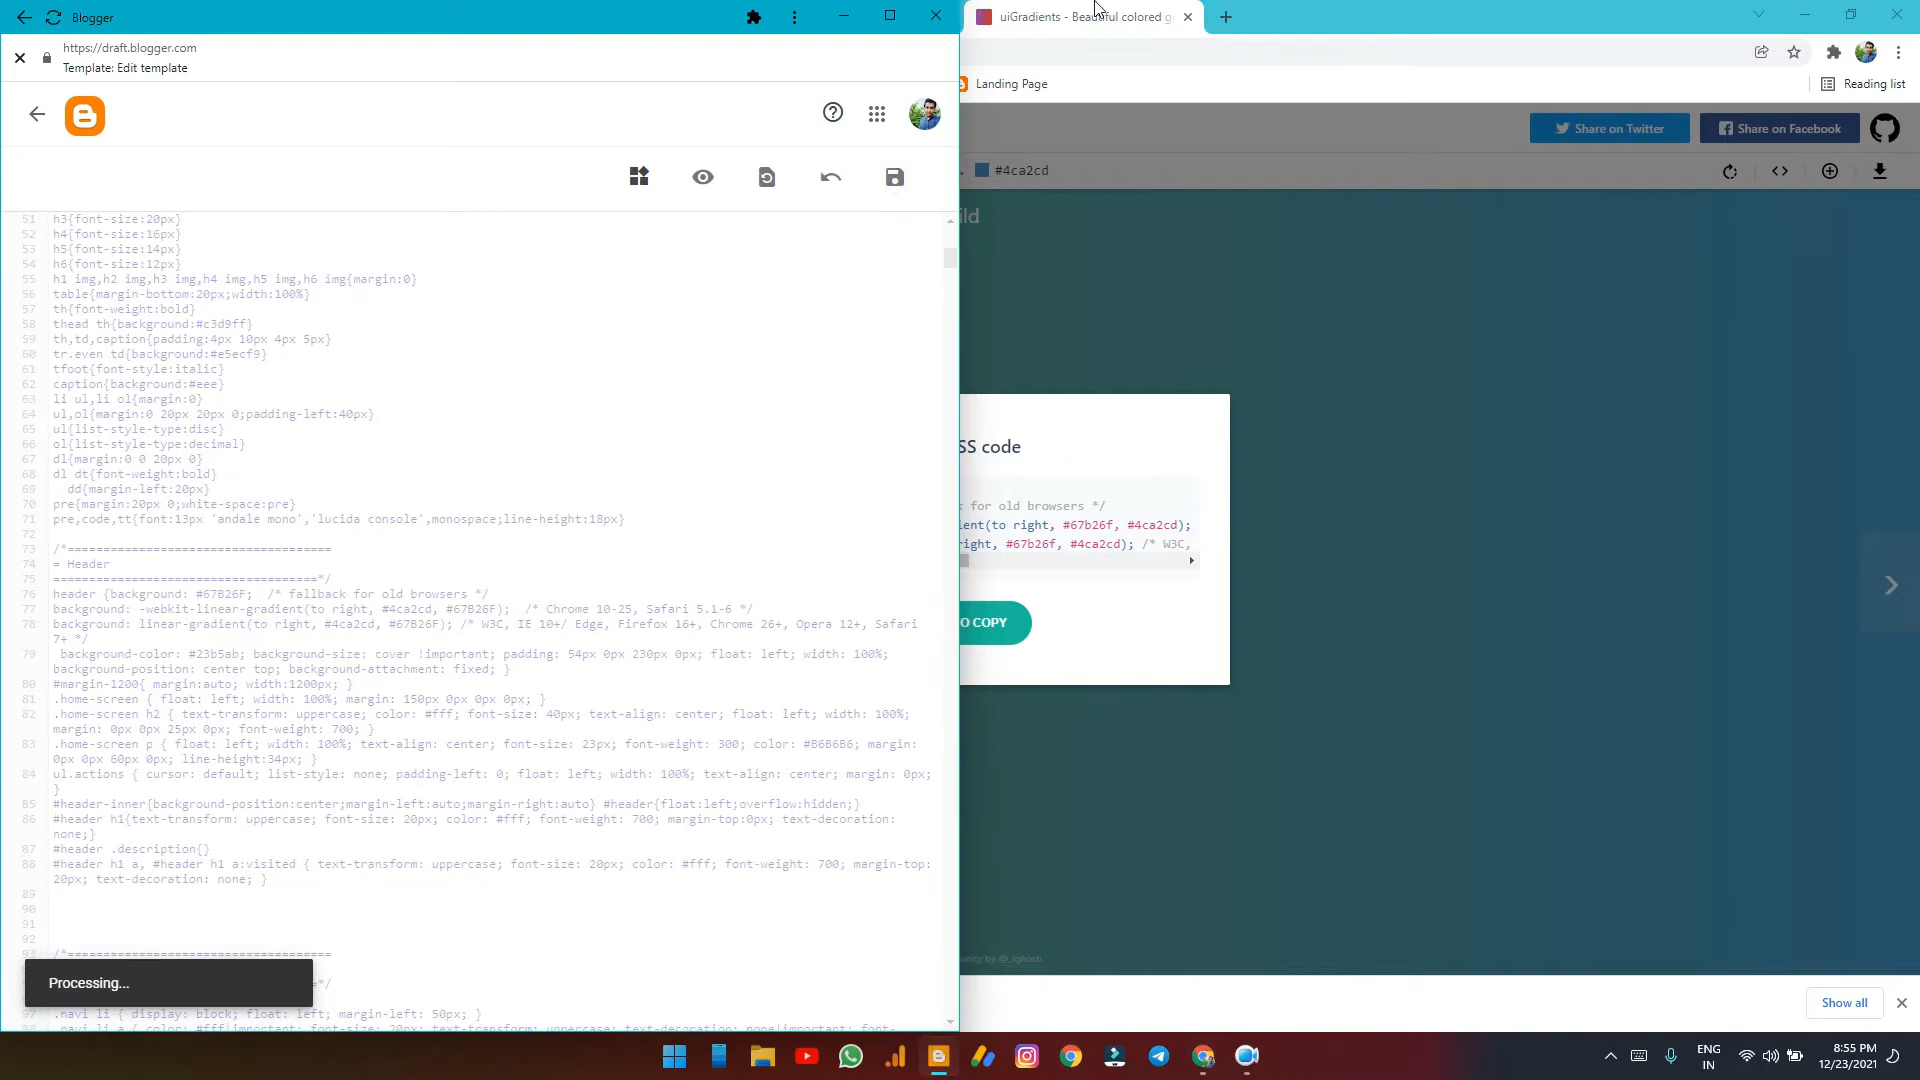 Blogger
https://draft.blogger.com
Template: Edit template
51 h3{font-size:20px}
52 h4{font-size:16px}
53 h5{font-size:14px}
54 h6{font-size:12px}
55 h1 img,h2 img,h3 img,h4 img,h5 img,h6 img{margin:0}
56 table{margin-bottom:20px;width:100%}
57 th{font-weight:bold}
58 thead th{background:#c3d9ff}
59 th,td,caption{padding:4px 10px 4px 5px}
60 tr.even td{background:#e5ecf9}
61 tfoot{font-style:italic}
62 caption{background:#eee}
63 li ul,li ol{margin:0}
64 ul,ol{margin:0 20px 20px 0;padding-left:40px}
65 ul{list-style-type:disc}
66 ol{list-style-type:decimal}
67 dl{margin:0 0 20px 0}
68 dl dt{font-weight:bold}
69 dd{margin-left:20px}
70 pre{margin:20px 0;white-space:pre}
71 pre,code,tt{font:13px 'andale mono','lucida console',monospace;line-height:18px}
72
73 /*=====================================
74 = Header
75 =====================================*/
76 header {background: #67B26F;  /* fallback for old browsers */
77 background: -webkit-linear-gradient(to right, #4ca2cd, #67B26F);  /* Chrome 10-25, Safari 5.1-6 */
78 background: linear-gradient(to right, #4ca2cd, #67B26F); /* W3C, IE 10+/ Edge, Firefox 16+, Chrome 26+, Opera 12+, Safari
7+ */
79 background-color: #23b5ab; background-size: cover !important; padding: 54px 0px 230px 0px; float: left; width: 100%;
background-position: center top; background-attachment: fixed; }
80 #margin-1200{ margin:auto; width:1200px; }
81 .home-screen { float: left; width: 100%; margin: 150px 0px 0px 0px; }
82 .home-screen h2 { text-transform: uppercase; color: #fff; font-size: 40px; text-align: center; float: left; width: 100%;
margin: 0px 0px 25px 0px; font-weight: 700; }
83 .home-screen p { float: left; width: 100%; text-align: center; font-size: 23px; font-weight: 300; color: #B6B6B6; margin:
0px 0px 60px 0px; line-height:34px; }
84 ul.actions { cursor: default; list-style: none; padding-left: 0; float: left; width: 100%; text-align: center; margin: 0px;
}
85 #header-inner{background-position:center;margin-left:auto;margin-right:auto} #header{float:left;overflow:hidden;}
86 #header h1{text-transform: uppercase; font-size: 20px; color: #fff; font-weight: 700; margin-top:0px; text-decoration:
none;}
87 #header .description{}
88 #header h1 a, #header h1 a:visited { text-transform: uppercase; font-size: 20px; color: #fff; font-weight: 700; margin-top:
20px; text-decoration: none; }
89
90
91
92
93 /*=====================================
=*/
97 .navi li { display: block; float: left; margin-left: 50px; }
Processing...
uiGradients - Beautiful colored g
Landing Page
Reading list
Share on Twitter
Share on Facebook
#4ca2cd
ild
SS code
k for old browsers */
ient(to right, #67b26f, #4ca2cd);
right, #67b26f, #4ca2cd); /* W3C,
O COPY
unity by @_ighosh
Show all
ENG
IN
8:55 PM
12/23/2021